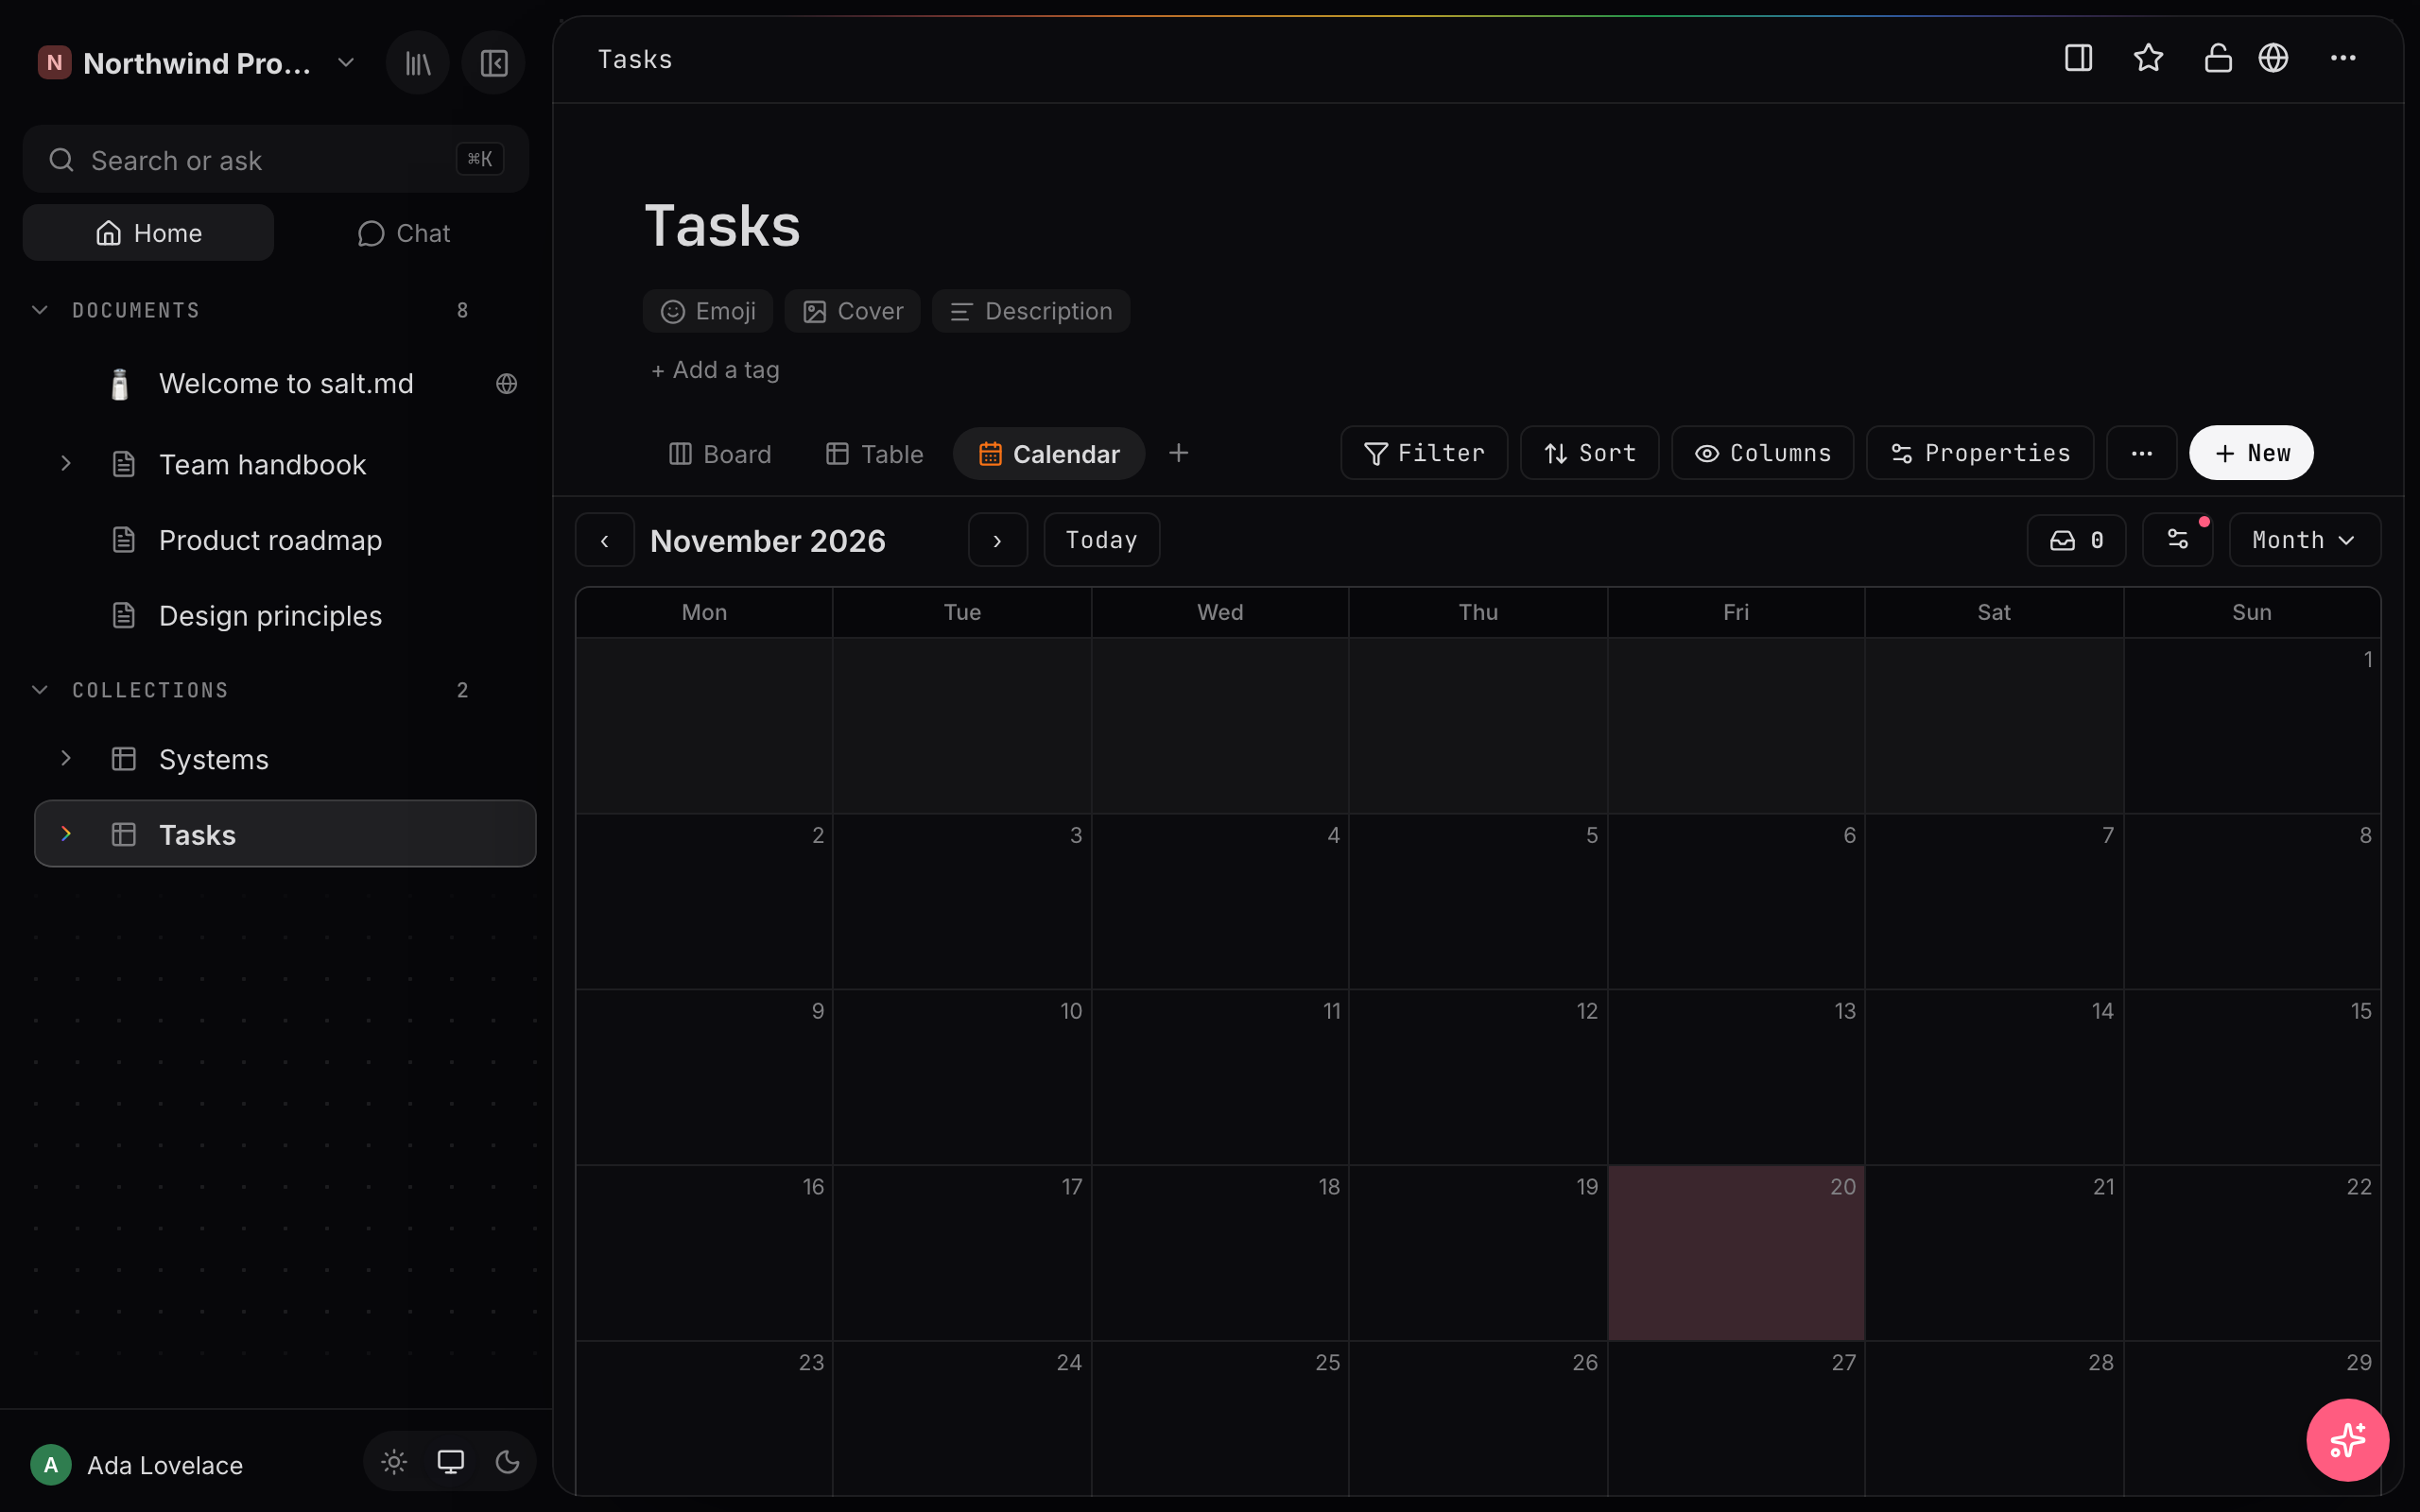 N Northwind Pro...
Search or ask ⌘K
Home Chat
DOCUMENTS 8
Welcome to salt.md
Team handbook
Product roadmap
Design principles
COLLECTIONS 2
Systems
Tasks
A Ada Lovelace
Tasks
Tasks
Emoji Cover Description
+ Add a tag
Board Table Calendar + Filter Sort Columns Properties ... + New
‹ November 2026 › Today 0 Month
Mon Tue Wed Thu Fri Sat Sun
1
2 3 4 5 6 7 8
9 10 11 12 13 14 15
16 17 18 19 20 21 22
23 24 25 26 27 28 29